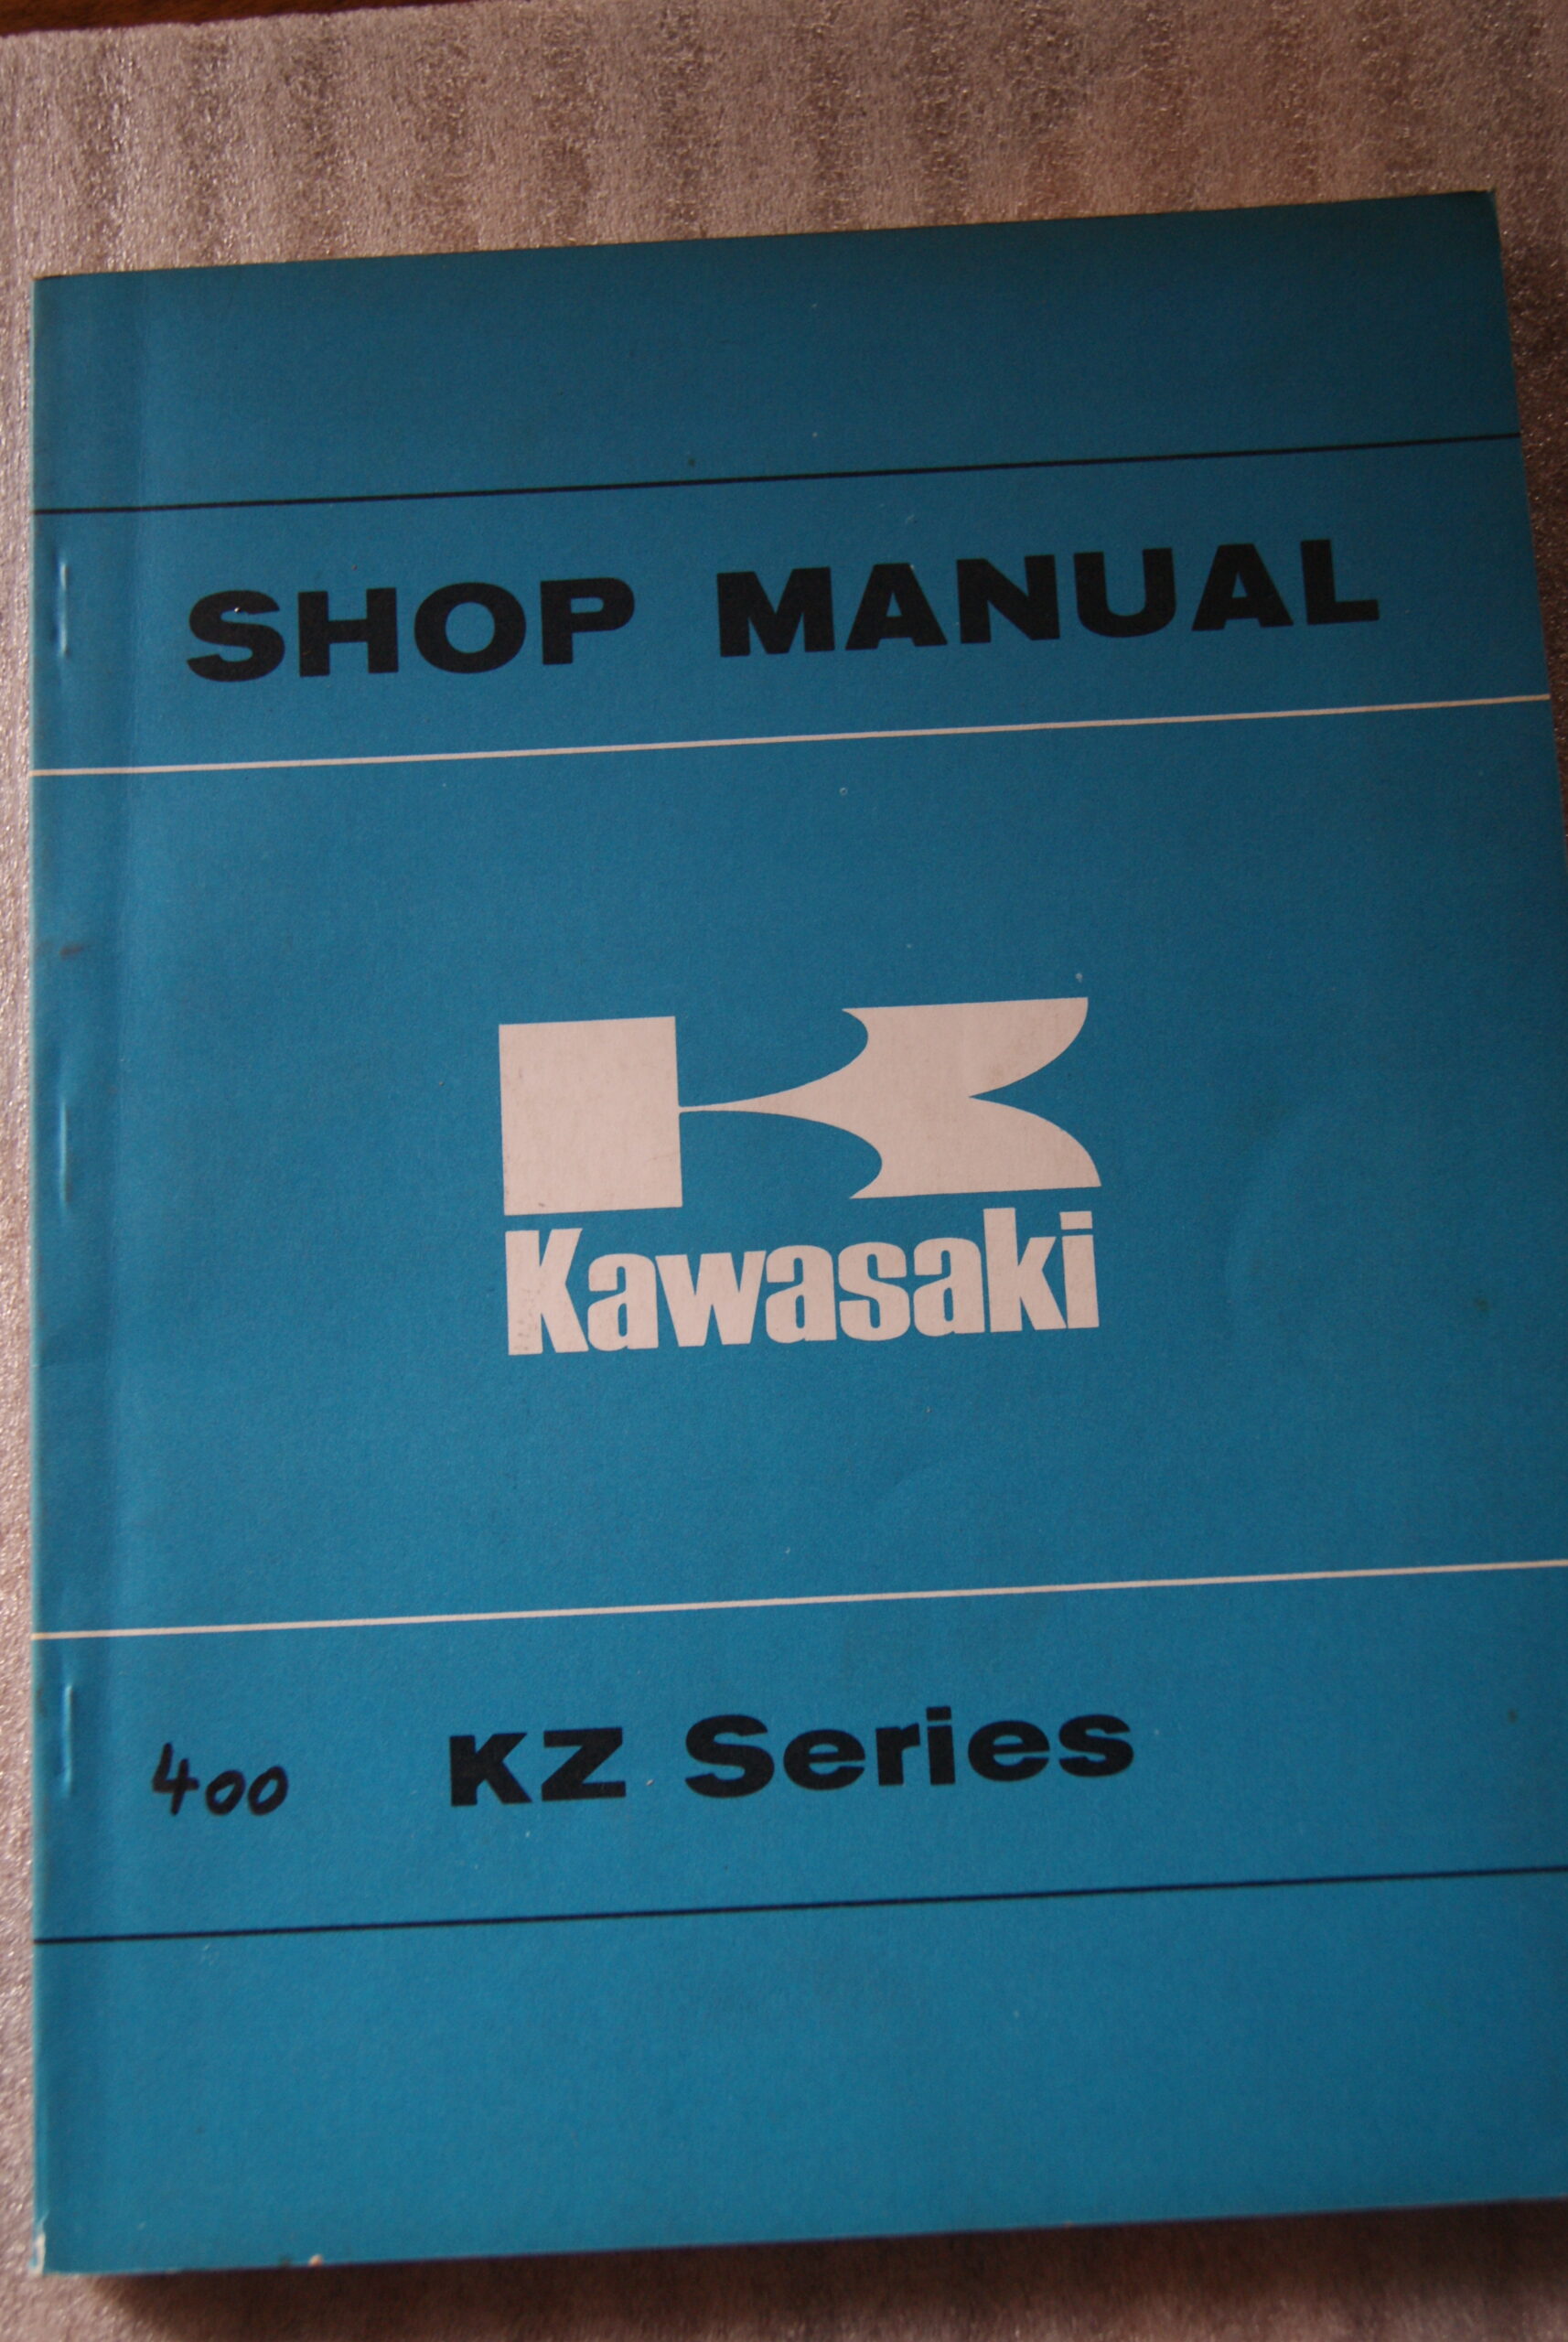 SHOP MANUAL
Kawasaki
400 KZ Series